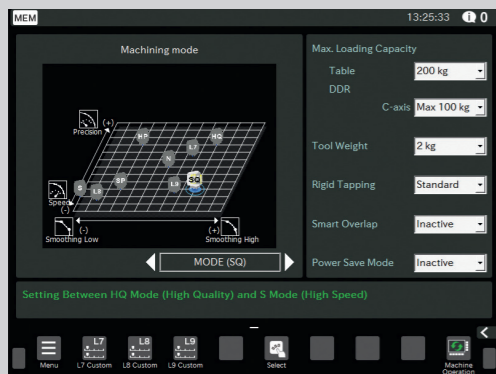 MEM
13:25:33
i 0
Machining mode
Precision
(+)
HP
HQ
L7
N
SP
L9
SQ
S
L8
Speed
(-)
(-)
(+)
Smoothing Low
Smoothing High
MODE (SQ)
Max. Loading Capacity
Table
200 kg
DDR
C-axis
Max 100 kg
Tool Weight
2 kg
Rigid Tapping
Standard
Smart Overlap
Inactive
Power Save Mode
Inactive
Setting Between HQ Mode (High Quality) and S Mode (High Speed)
L7
L8
L9
Menu
L7 Custom
L8 Custom
L9 Custom
Select
Machine
Operation